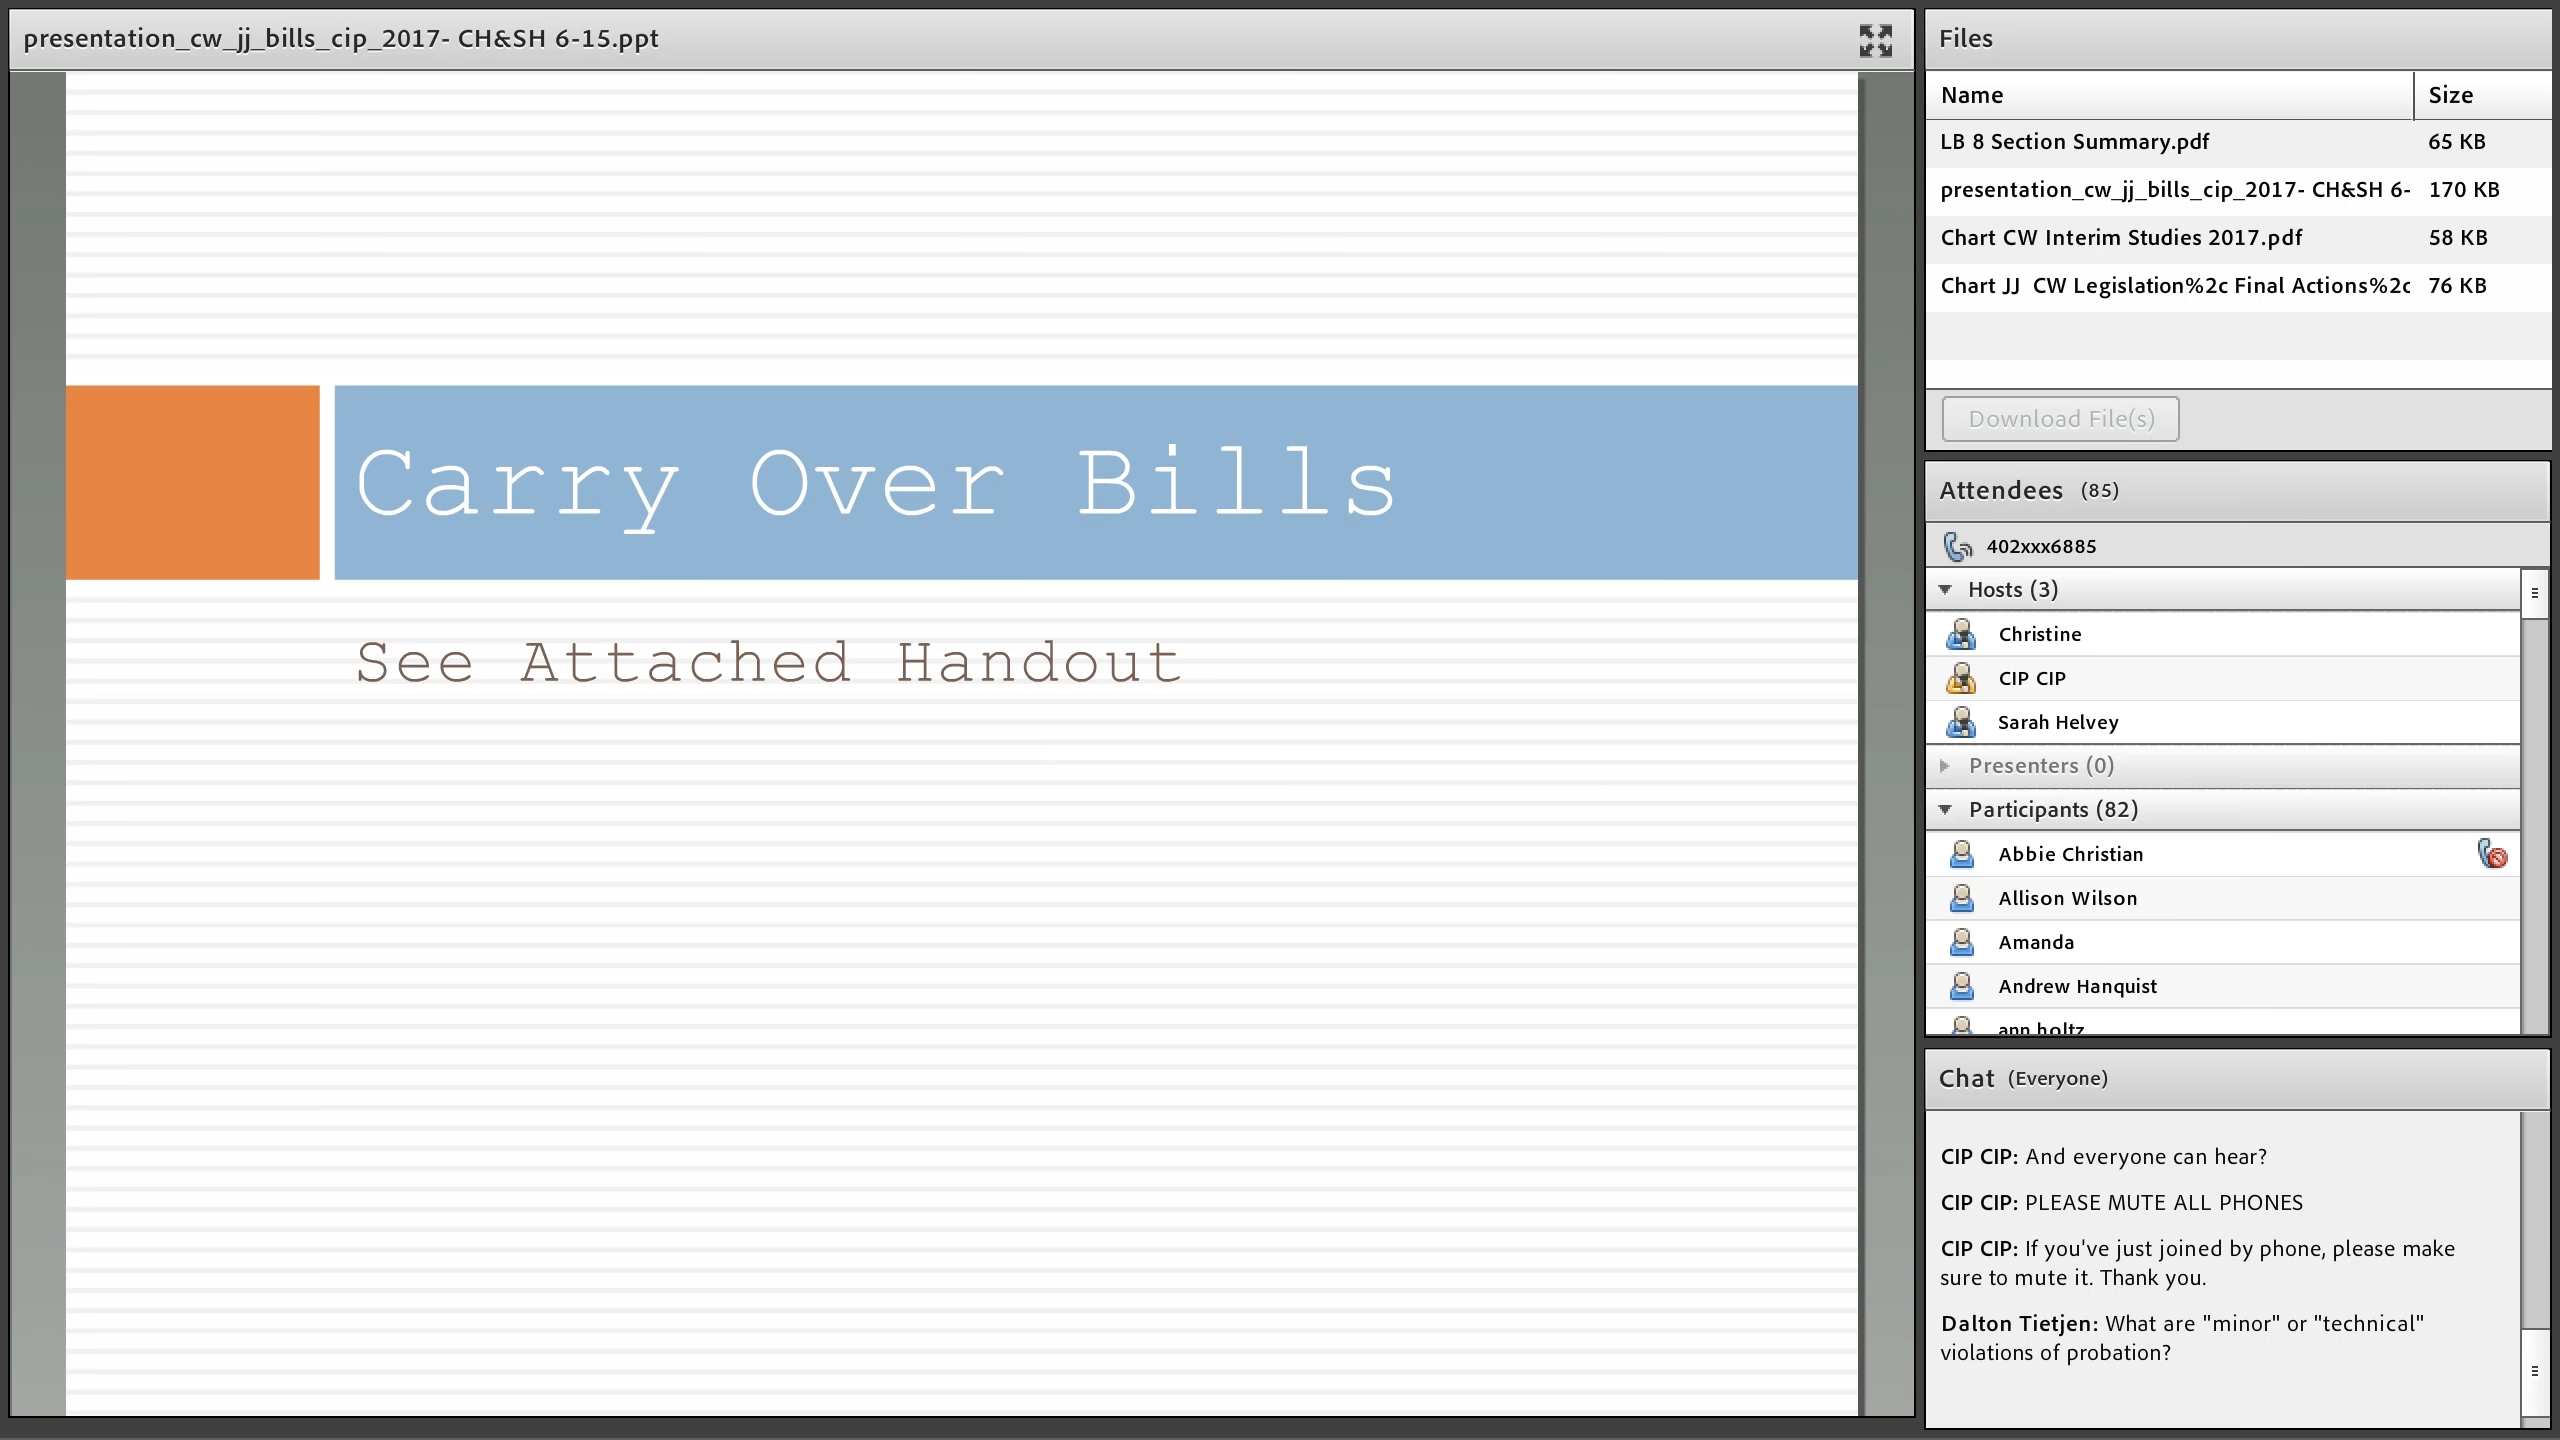 presentation_cw_jj_bills_cip_2017- CH&SH 6-15.ppt
Carry Over Bills
See Attached Handout
Files
Name Size
LB 8 Section Summary.pdf 65 KB
presentation_cw_jj_bills_cip_2017- CH&SH 6- 170 KB
Chart CW Interim Studies 2017.pdf 58 KB
Chart JJ  CW Legislation%2c Final Actions%2c 76 KB
Download File(s)
Attendees (85)
402xxx6885
Hosts (3)
Christine
CIP CIP
Sarah Helvey
Presenters (0)
Participants (82)
Abbie Christian
Allison Wilson
Amanda
Andrew Hanquist
ann holtz
Chat (Everyone)
CIP CIP: And everyone can hear?
CIP CIP: PLEASE MUTE ALL PHONES
CIP CIP: If you've just joined by phone, please make
sure to mute it. Thank you.
Dalton Tietjen: What are "minor" or "technical"
violations of probation?